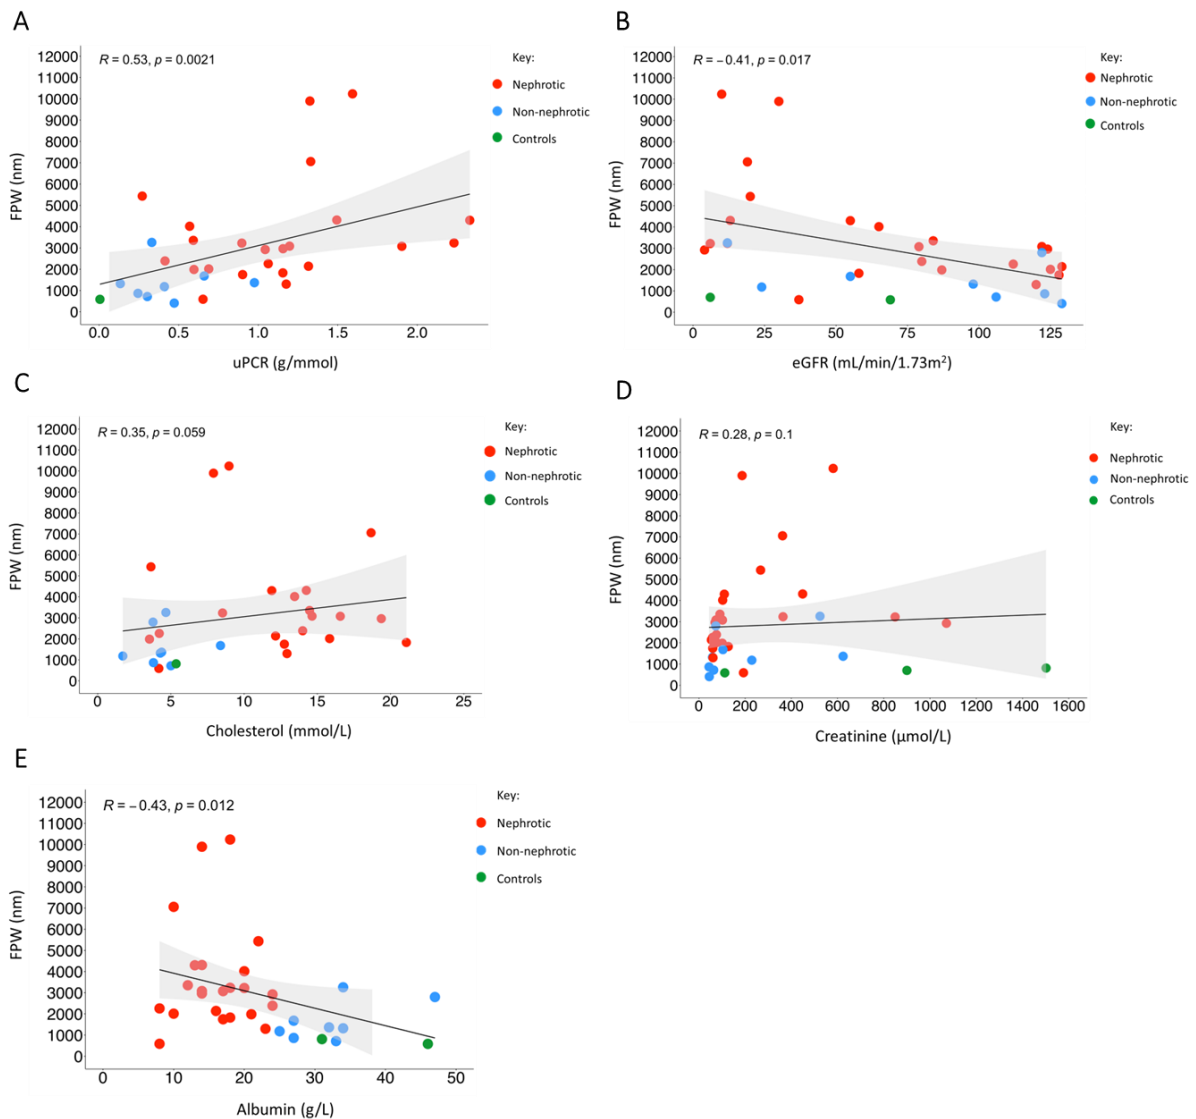 A
R = 0.53, p = 0.0021
Key:
Nephrotic
Non-nephrotic
Controls
FPW (nm)
12000
11000
10000
9000
8000
7000
6000
5000
4000
3000
2000
1000
0
0.0 0.5 1.0 1.5 2.0
uPCR (g/mmol)
B
R = −0.41, p = 0.017
Key:
Nephrotic
Non-nephrotic
Controls
FPW (nm)
12000
11000
10000
9000
8000
7000
6000
5000
4000
3000
2000
1000
0
0 25 50 75 100 125
eGFR (mL/min/1.73m²)
C
R = 0.35, p = 0.059
Key:
Nephrotic
Non-nephrotic
Controls
FPW (nm)
12000
11000
10000
9000
8000
7000
6000
5000
4000
3000
2000
1000
0
0 5 10 15 20 25
Cholesterol (mmol/L)
D
R = 0.28, p = 0.1
Key:
Nephrotic
Non-nephrotic
Controls
FPW (nm)
12000
11000
10000
9000
8000
7000
6000
5000
4000
3000
2000
1000
0
0 200 400 600 800 1000 1200 1400 1600
Creatinine (µmol/L)
E
R = −0.43, p = 0.012
Key:
Nephrotic
Non-nephrotic
Controls
FPW (nm)
12000
11000
10000
9000
8000
7000
6000
5000
4000
3000
2000
1000
0
0 10 20 30 40 50
Albumin (g/L)